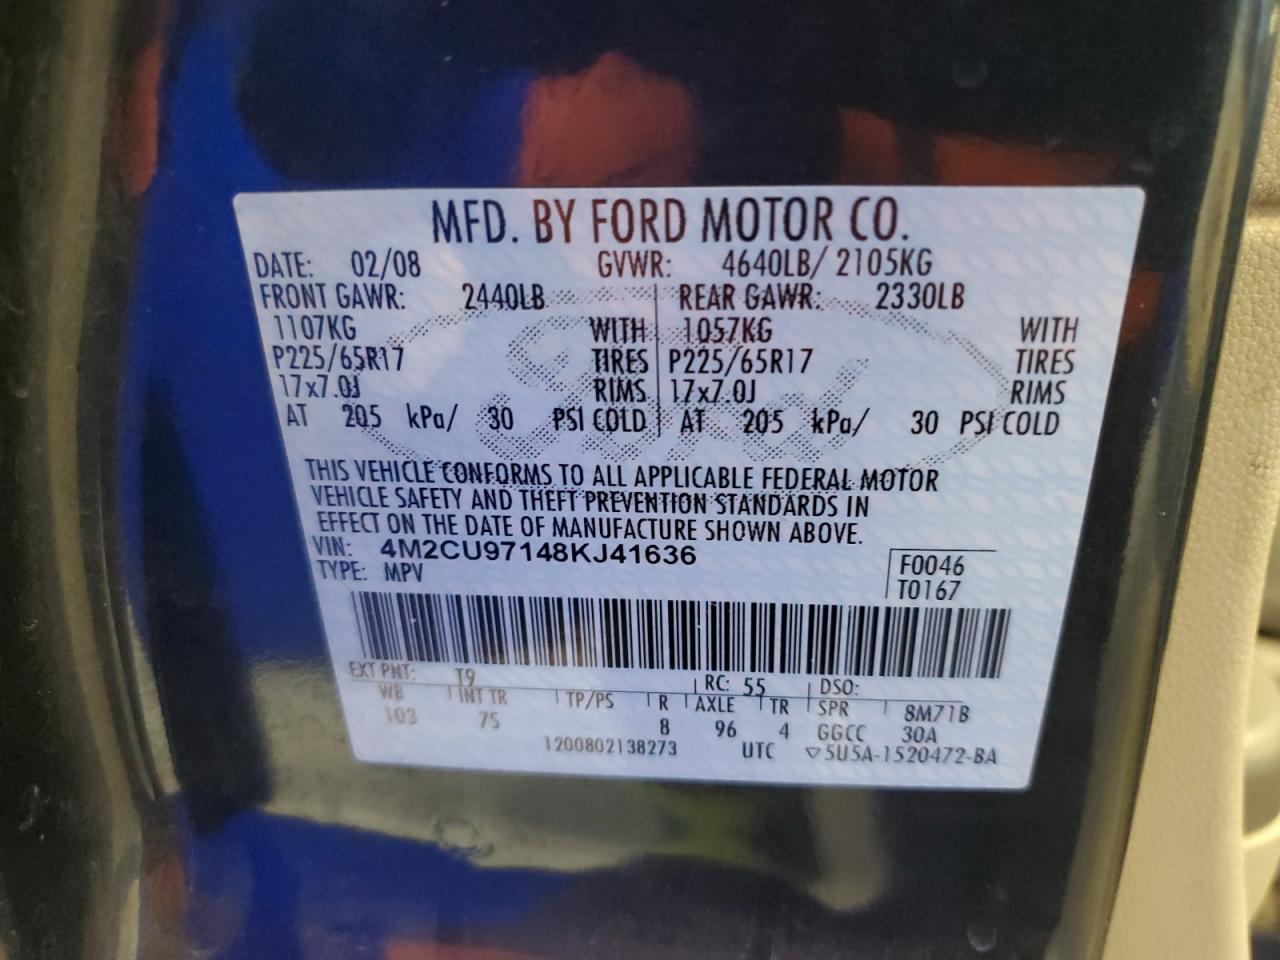 MFD. BY FORD MOTOR CO.
DATE: 02/08 GVWR: 4640LB/ 2105KG
FRONT GAWR: 2440LB REAR GAWR: 2330LB
1107KG WITH 1057KG WITH
P225/65R17 TIRES P225/65R17 TIRES
17x7.0J RIMS 17x7.0J RIMS
AT 205 kPa/ 30 PSI COLD AT 205 kPa/ 30 PSI COLD
THIS VEHICLE CONFORMS TO ALL APPLICABLE FEDERAL MOTOR
VEHICLE SAFETY AND THEFT PREVENTION STANDARDS IN
EFFECT ON THE DATE OF MANUFACTURE SHOWN ABOVE.
VIN: 4M2CU97148KJ41636 F0046
TYPE: MPV T0167
EXT PNT: T9 RC: 55 DSO:
WB INT TR TP/PS R AXLE TR SPR 8M71B
103 75 8 96 4 GGCC 30A
1200802138273 UTC ▽5U5A-1520472-BA